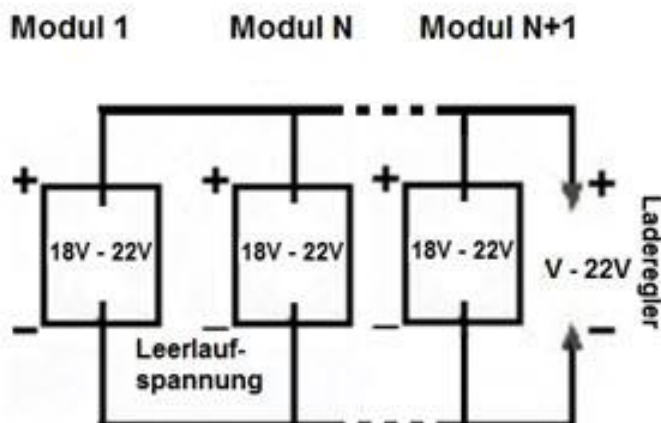 Modul 1 Modul N Modul N+1
+ + + +
18V - 22V 18V - 22V 18V - 22V V - 22V
Laderegler
− − − −
Leerlauf-
spannung